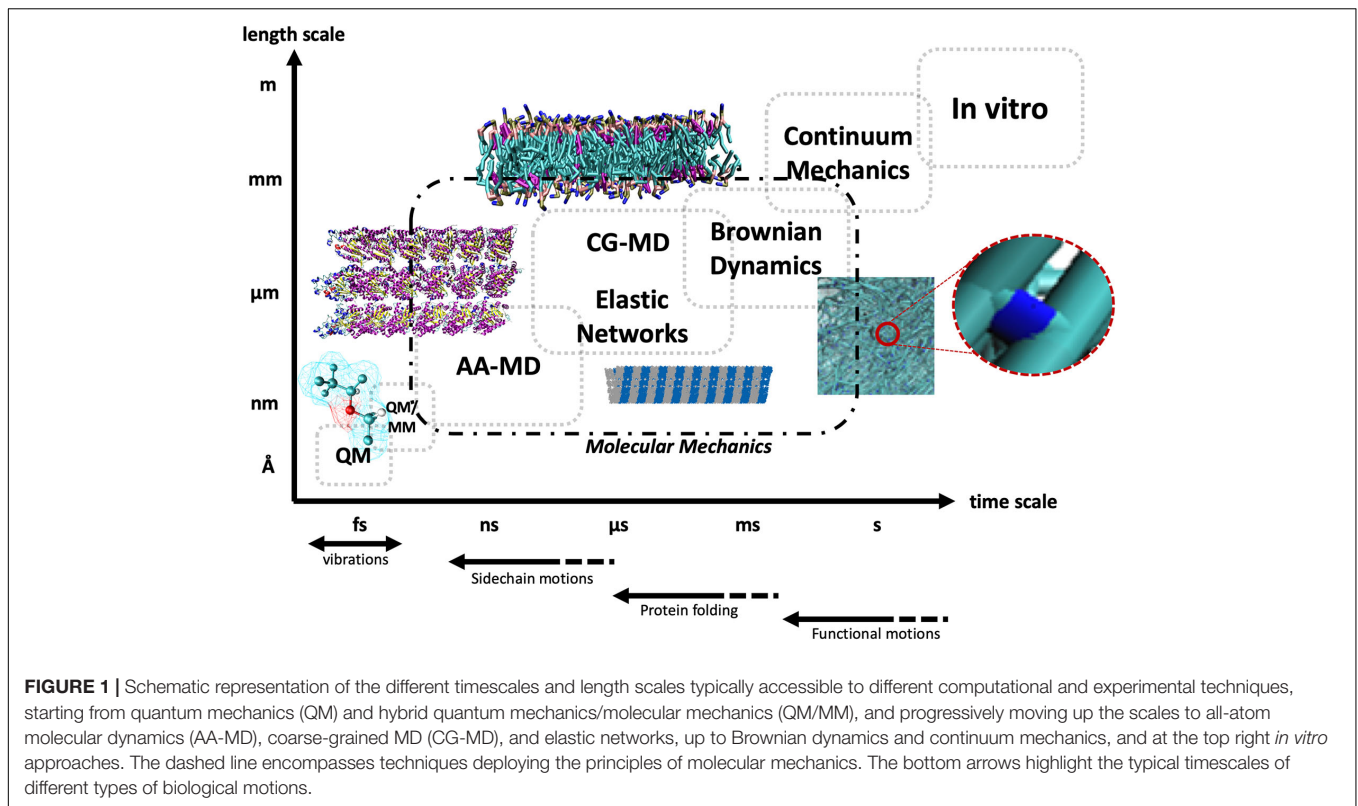 length scale
m
In vitro
Continuum
Mechanics
mm
CG-MD
Brownian
Dynamics
μm
Elastic
Networks
AA-MD
nm
QM/
MM
Molecular Mechanics
QM
Å
time scale
fs
ns
μs
ms
s
vibrations
Sidechain motions
Protein folding
Functional motions
FIGURE 1 | Schematic representation of the different timescales and length scales typically accessible to different computational and experimental techniques,
starting from quantum mechanics (QM) and hybrid quantum mechanics/molecular mechanics (QM/MM), and progressively moving up the scales to all-atom
molecular dynamics (AA-MD), coarse-grained MD (CG-MD), and elastic networks, up to Brownian dynamics and continuum mechanics, and at the top right in vitro
approaches. The dashed line encompasses techniques deploying the principles of molecular mechanics. The bottom arrows highlight the typical timescales of
different types of biological motions.